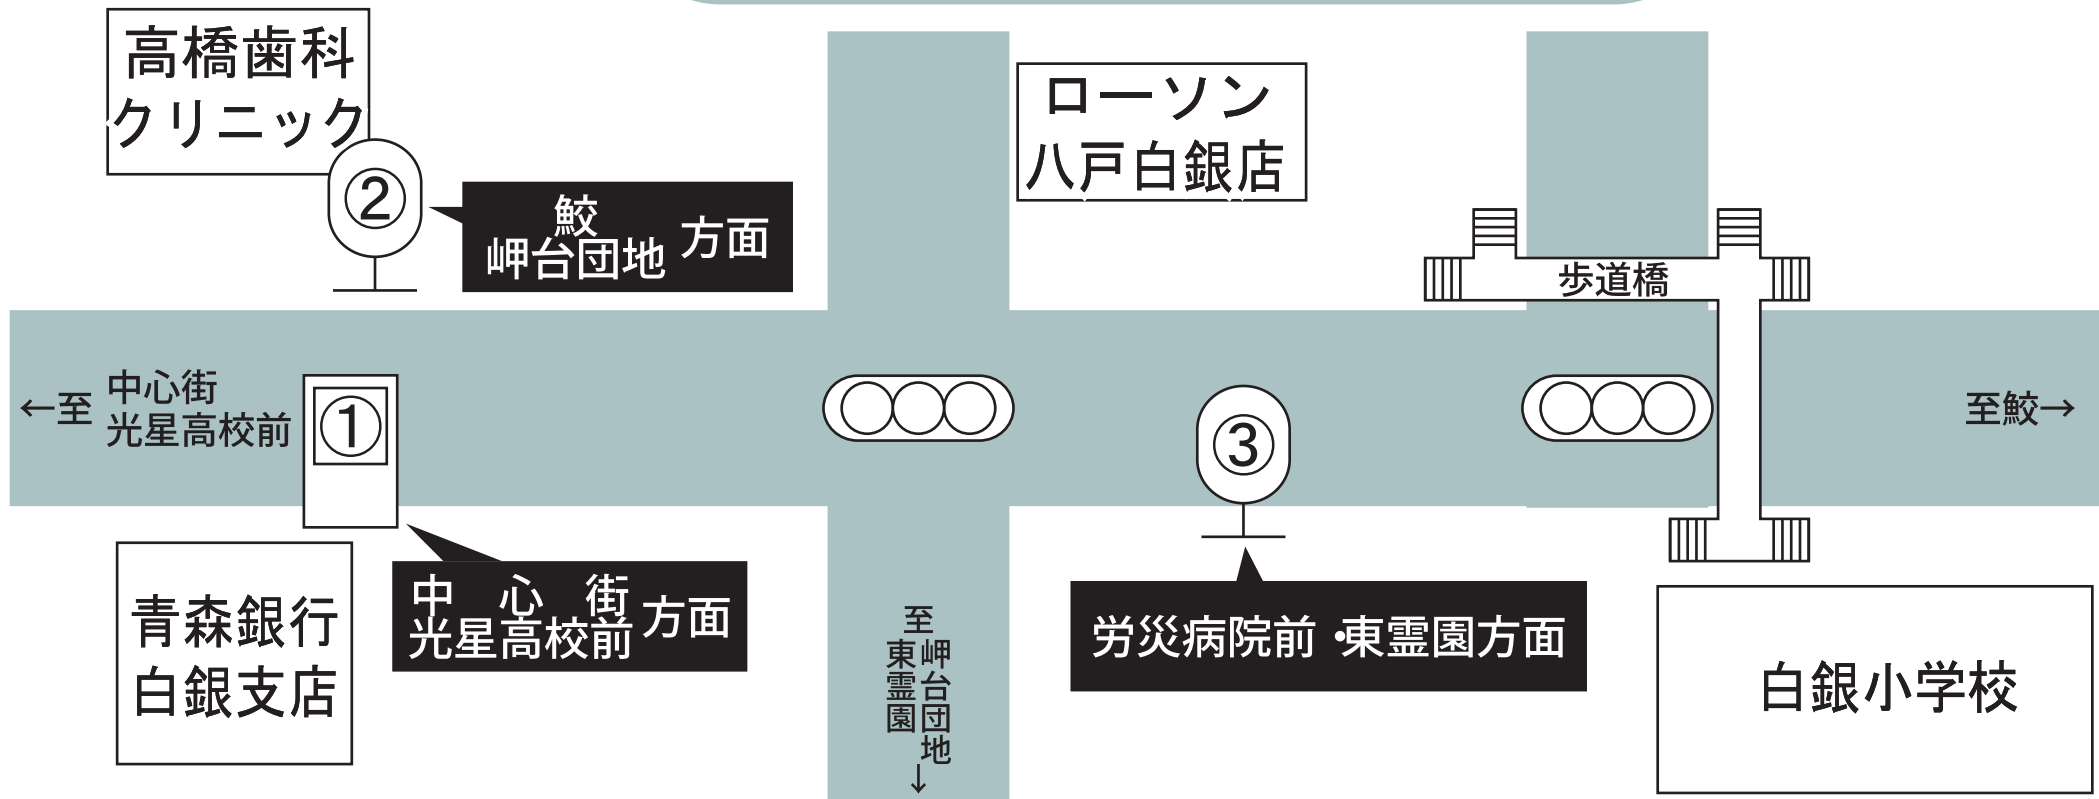 高橋歯科
クリニック
②
鮫
岬台団地
方面
ローソン
八戸白銀店
歩道橋
←至
中心街
光星高校前
①
③
至鮫→
青森銀行
白銀支店
中心街
光星高校前
方面
至
岬台団地
東霊園
↓
労災病院前・東霊園方面
白銀小学校